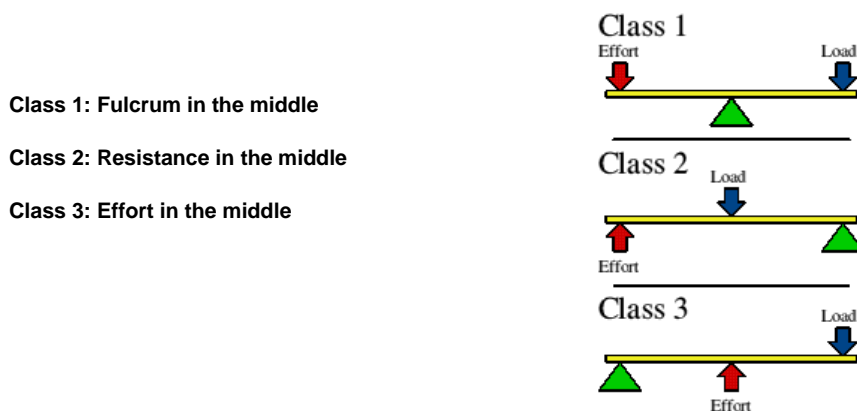 Class 1: Fulcrum in the middle
Class 2: Resistance in the middle
Class 3: Effort in the middle
Class 1
Effort Load
Class 2
Load
Effort
Class 3
Load
Effort